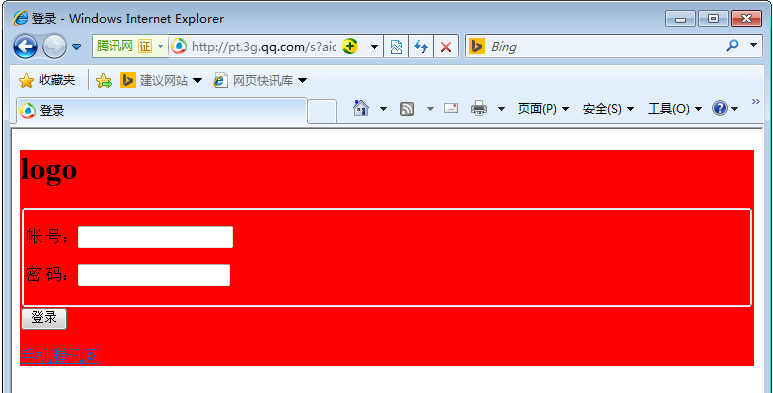 登录 - Windows Internet Explorer
腾讯网 证 http://pt.3g.qq.com/s?aic Bing
收藏夹 建议网站 网页快讯库
登录 页面(P) 安全(S) 工具(O) »
logo
帐 号：
密 码：
登录